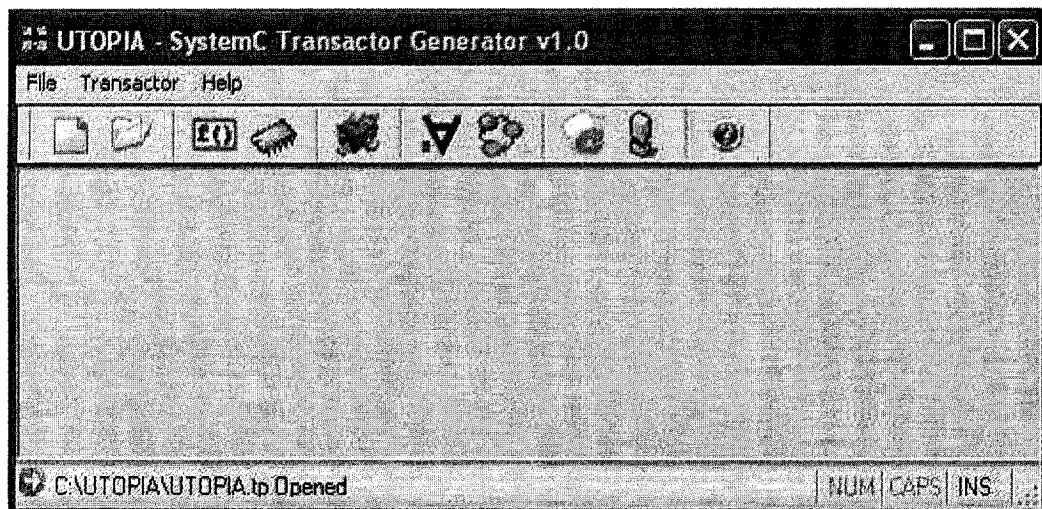 UTOPIA - SystemC Transactor Generator v1.0
File Transactor Help
f()
C:\UTOPIA\UTOPIA.tp Opened NUM CAPS INS